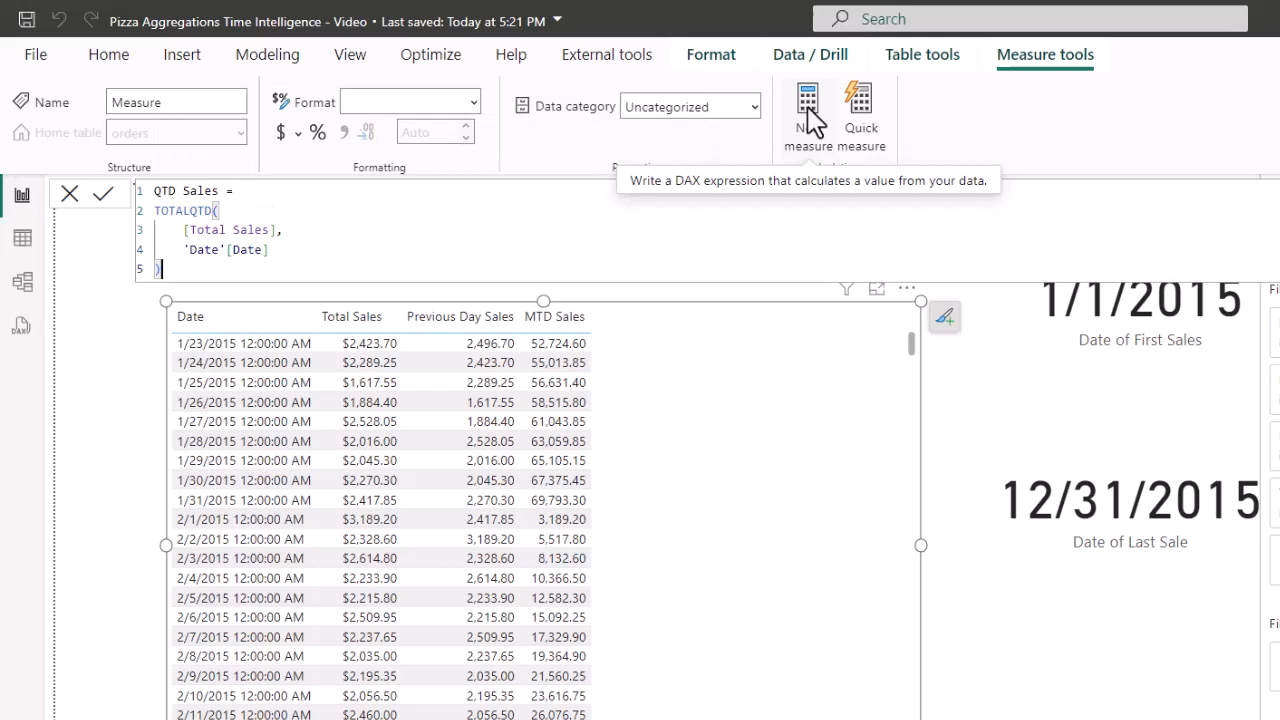 Pizza Aggregations Time Intelligence - Video • Last saved: Today at 5:21 PM
Search
File Home Insert Modeling View Optimize Help External tools Format Data / Drill Table tools Measure tools
Name Measure
Format
Data category Uncategorized
Home table orders
$ % Auto
measure
Quick measure
Structure
Formatting
Write a DAX expression that calculates a value from your data.
1 QTD Sales =
2 TOTALQTD(
3 [Total Sales],
4 'Date'[Date]
5 )
Date Total Sales Previous Day Sales MTD Sales
1/23/2015 12:00:00 AM $2,423.70 2,496.70 52,724.60
1/24/2015 12:00:00 AM $2,289.25 2,423.70 55,013.85
1/25/2015 12:00:00 AM $1,617.55 2,289.25 56,631.40
1/26/2015 12:00:00 AM $1,884.40 1,617.55 58,515.80
1/27/2015 12:00:00 AM $2,528.05 1,884.40 61,043.85
1/28/2015 12:00:00 AM $2,016.00 2,528.05 63,059.85
1/29/2015 12:00:00 AM $2,045.30 2,016.00 65,105.15
1/30/2015 12:00:00 AM $2,270.30 2,045.30 67,375.45
1/31/2015 12:00:00 AM $2,417.85 2,270.30 69,793.30
2/1/2015 12:00:00 AM $3,189.20 2,417.85 3,189.20
2/2/2015 12:00:00 AM $2,328.60 3,189.20 5,517.80
2/3/2015 12:00:00 AM $2,614.80 2,328.60 8,132.60
2/4/2015 12:00:00 AM $2,233.90 2,614.80 10,366.50
2/5/2015 12:00:00 AM $2,215.80 2,233.90 12,582.30
2/6/2015 12:00:00 AM $2,509.95 2,215.80 15,092.25
2/7/2015 12:00:00 AM $2,237.65 2,509.95 17,329.90
2/8/2015 12:00:00 AM $2,035.00 2,237.65 19,364.90
2/9/2015 12:00:00 AM $2,195.35 2,035.00 21,560.25
2/10/2015 12:00:00 AM $2,056.50 2,195.35 23,616.75
2/11/2015 12:00:00 AM $2,460.00 2,056.50 26,076.75
1/1/2015
Date of First Sales
12/31/2015
Date of Last Sale